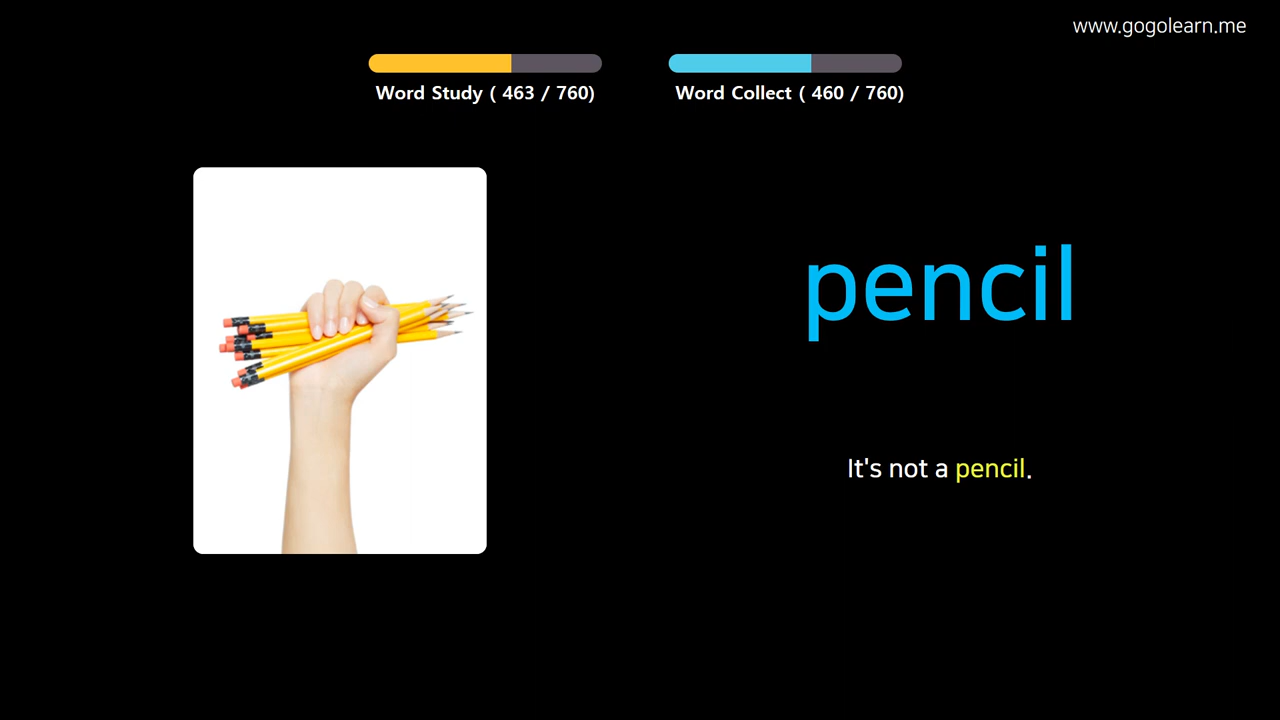 www.gogolearn.me
Word Study ( 463 / 760)
Word Collect ( 460 / 760)
pencil
It's not a pencil.